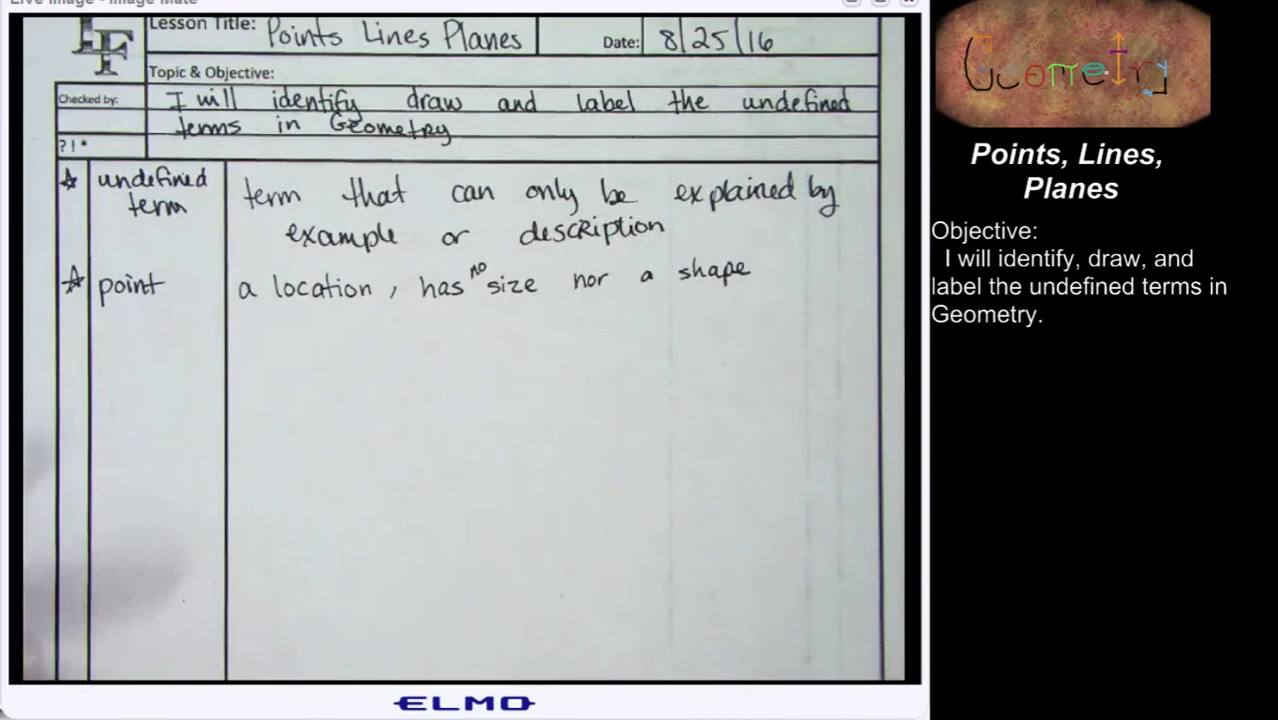 Live Image - Image Mate
Lesson Title: Points Lines Planes
Date: 8/25/16
Topic & Objective:
Checked by:
I will identify draw and label the undefined
terms in Geometry
? ! *
undefined term that can only be explained by
term example or description
point a location, has no size nor a shape
ELMO
Geometry
Points, Lines,
Planes
Objective:
I will identify, draw, and
label the undefined terms in
Geometry.